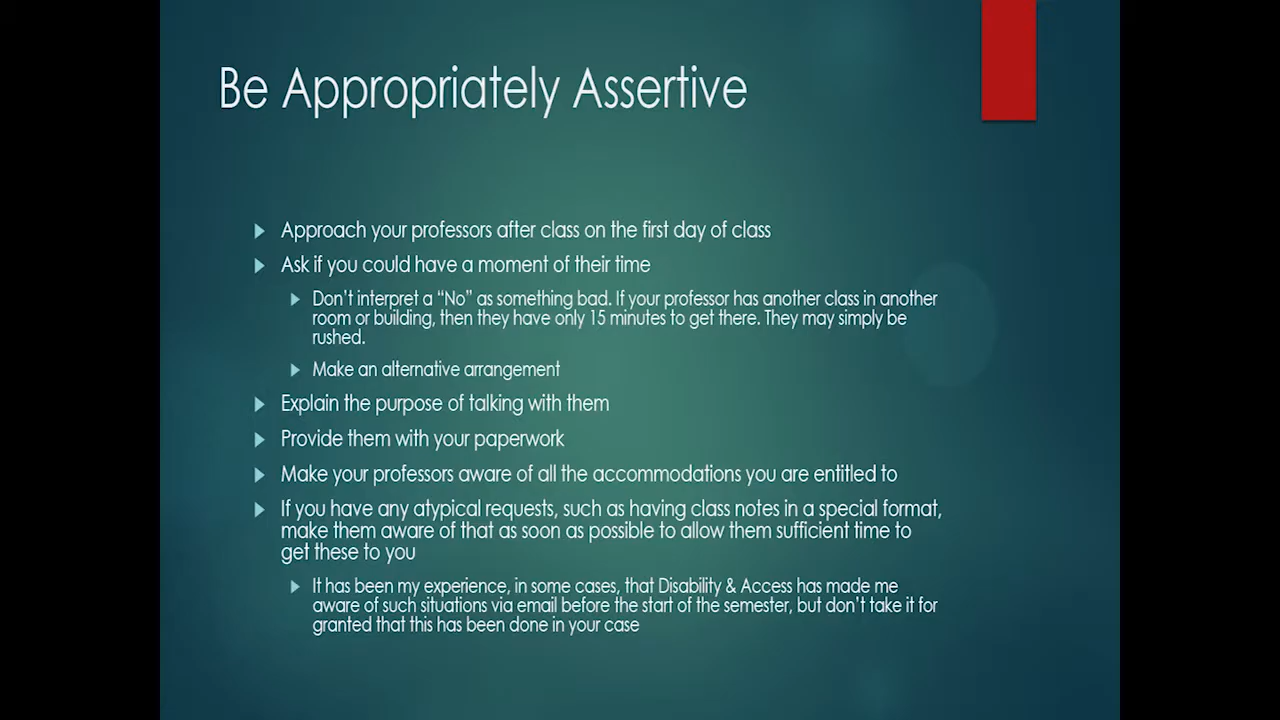 Be Appropriately Assertive
Approach your professors after class on the first day of class
Ask if you could have a moment of their time
Don't interpret a “No” as something bad. If your professor has another class in another
room or building, then they have only 15 minutes to get there. They may simply be
rushed.
Make an alternative arrangement
Explain the purpose of talking with them
Provide them with your paperwork
Make your professors aware of all the accommodations you are entitled to
If you have any atypical requests, such as having class notes in a special format,
make them aware of that as soon as possible to allow them sufficient time to
get these to you
It has been my experience, in some cases, that Disability & Access has made me
aware of such situations via email before the start of the semester, but don't take it for
granted that this has been done in your case